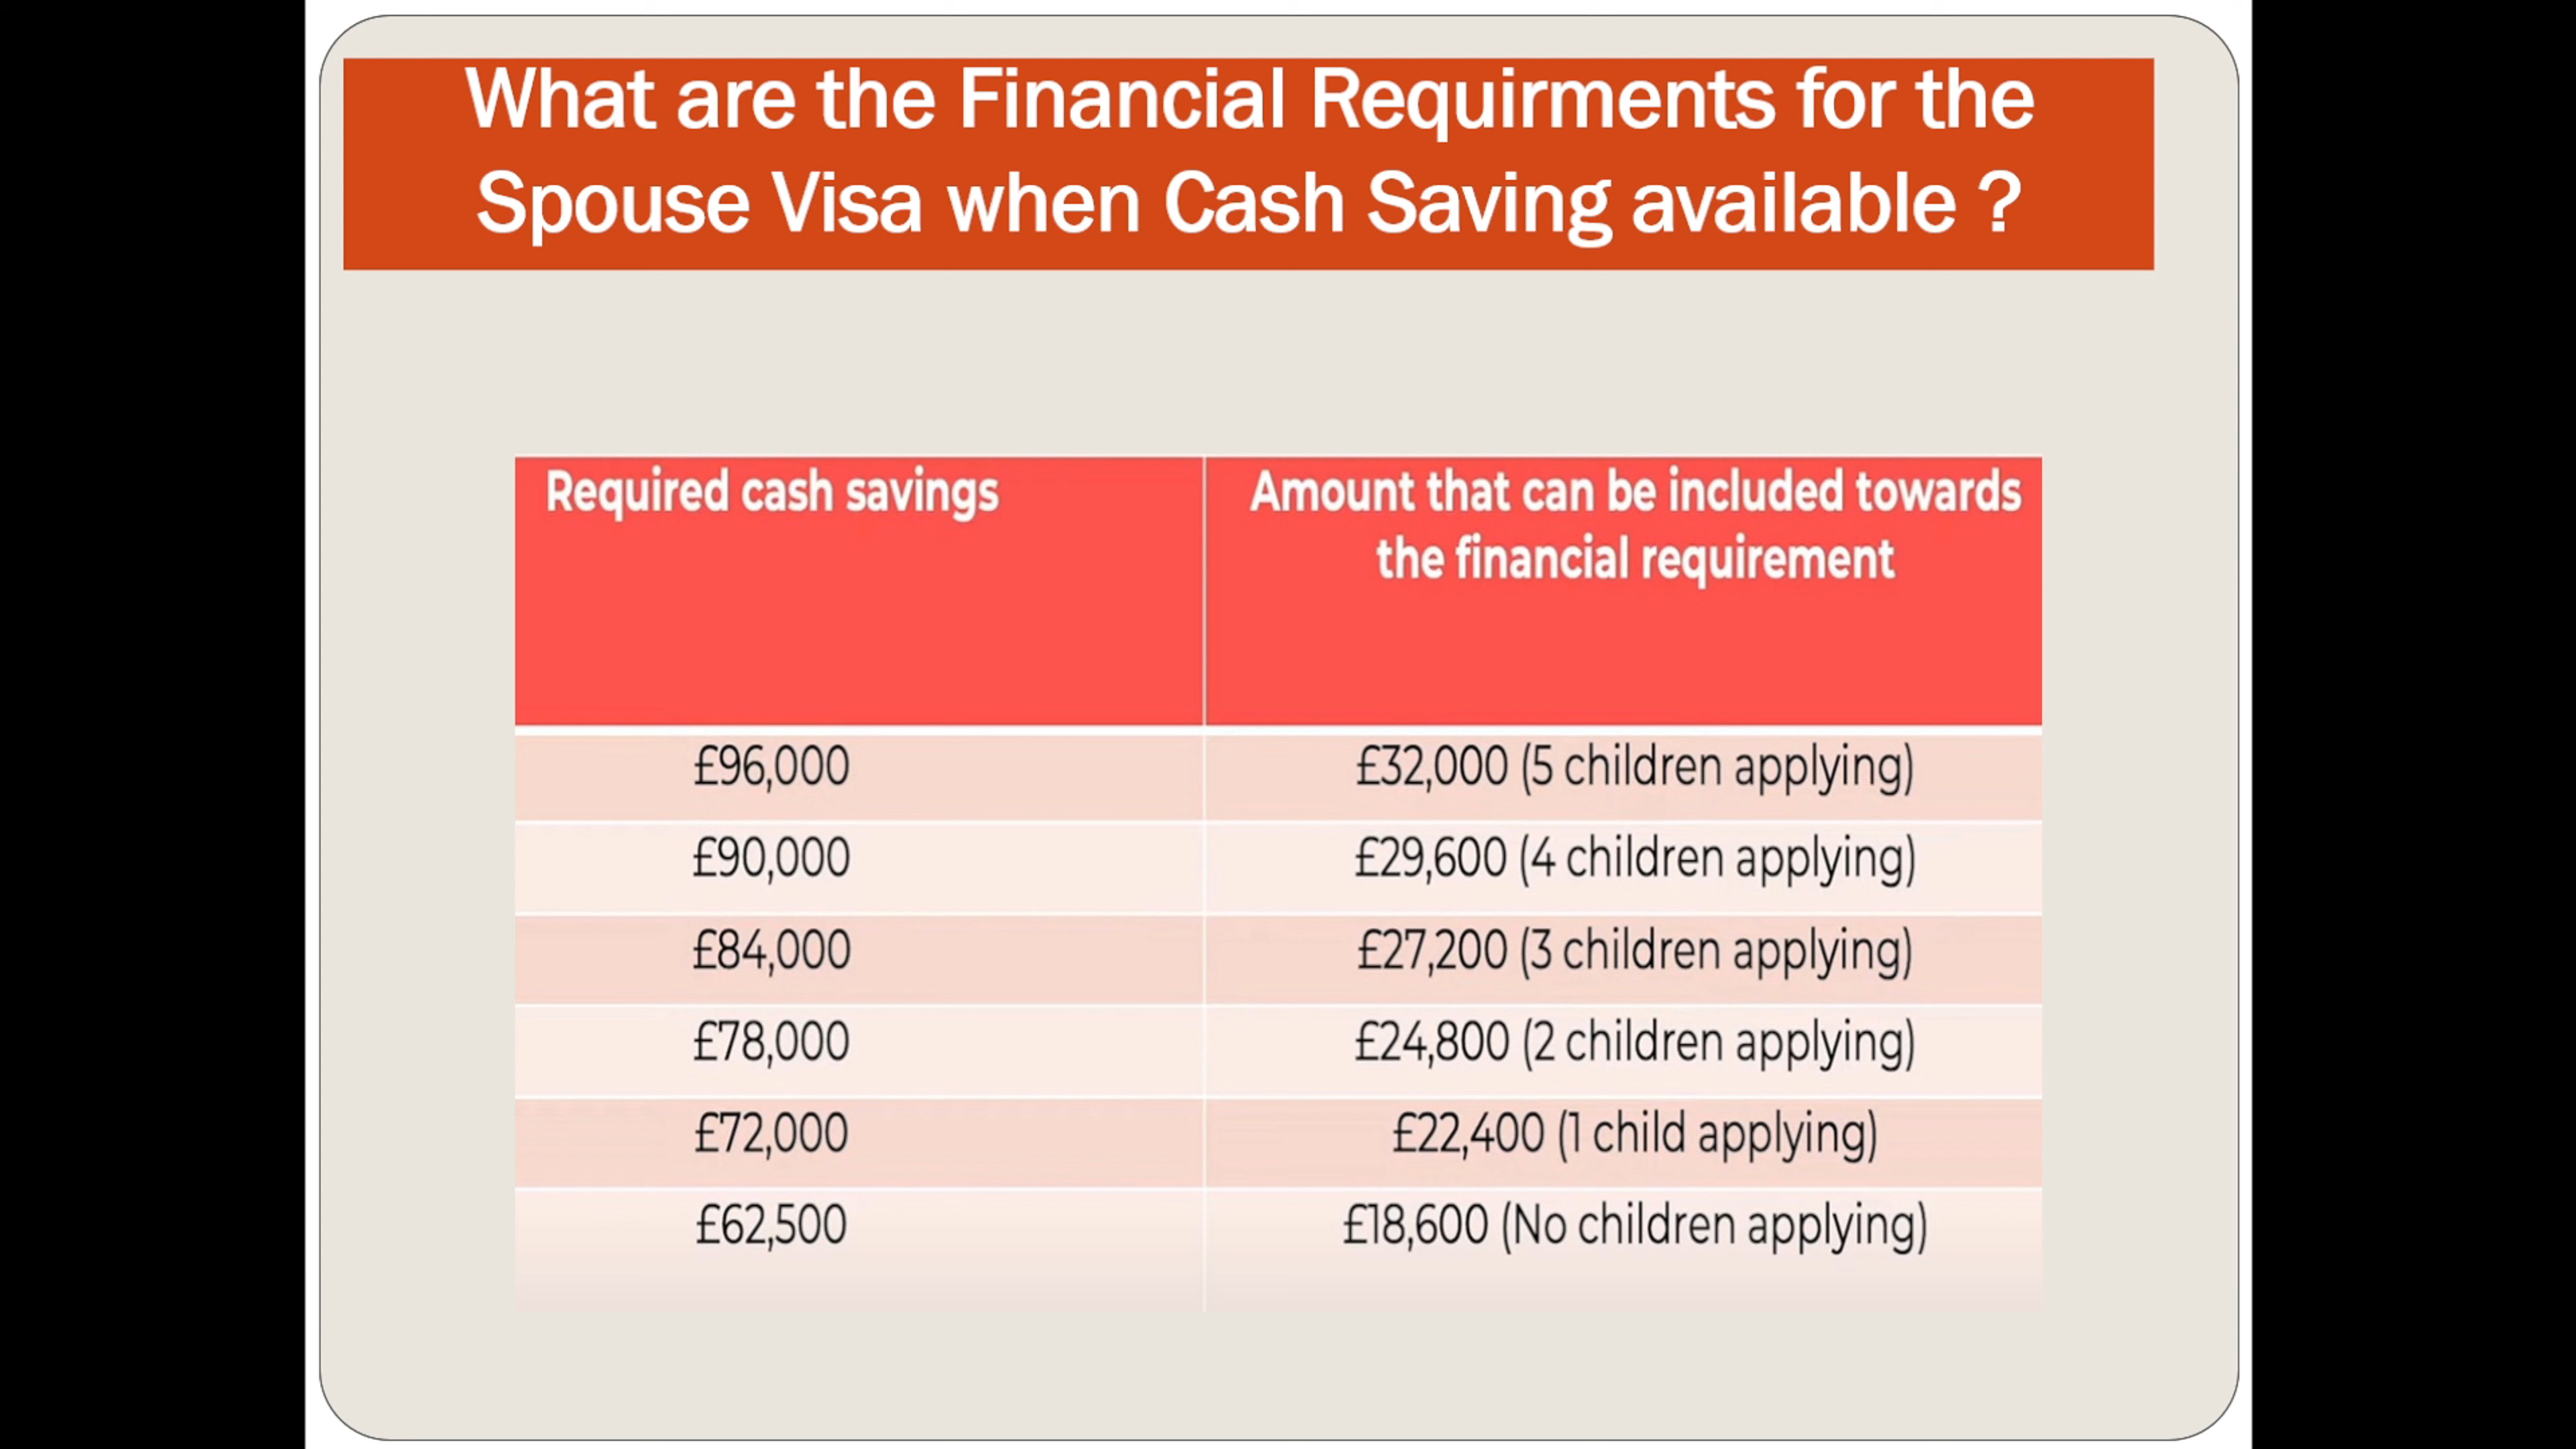 What are the Financial Requirments for the
Spouse Visa when Cash Saving available ?
Required cash savings
Amount that can be included towards
the financial requirement
£96,000
£32,000 (5 children applying)
£90,000
£29,600 (4 children applying)
£84,000
£27,200 (3 children applying)
£78,000
£24,800 (2 children applying)
£72,000
£22,400 (1 child applying)
£62,500
£18,600 (No children applying)